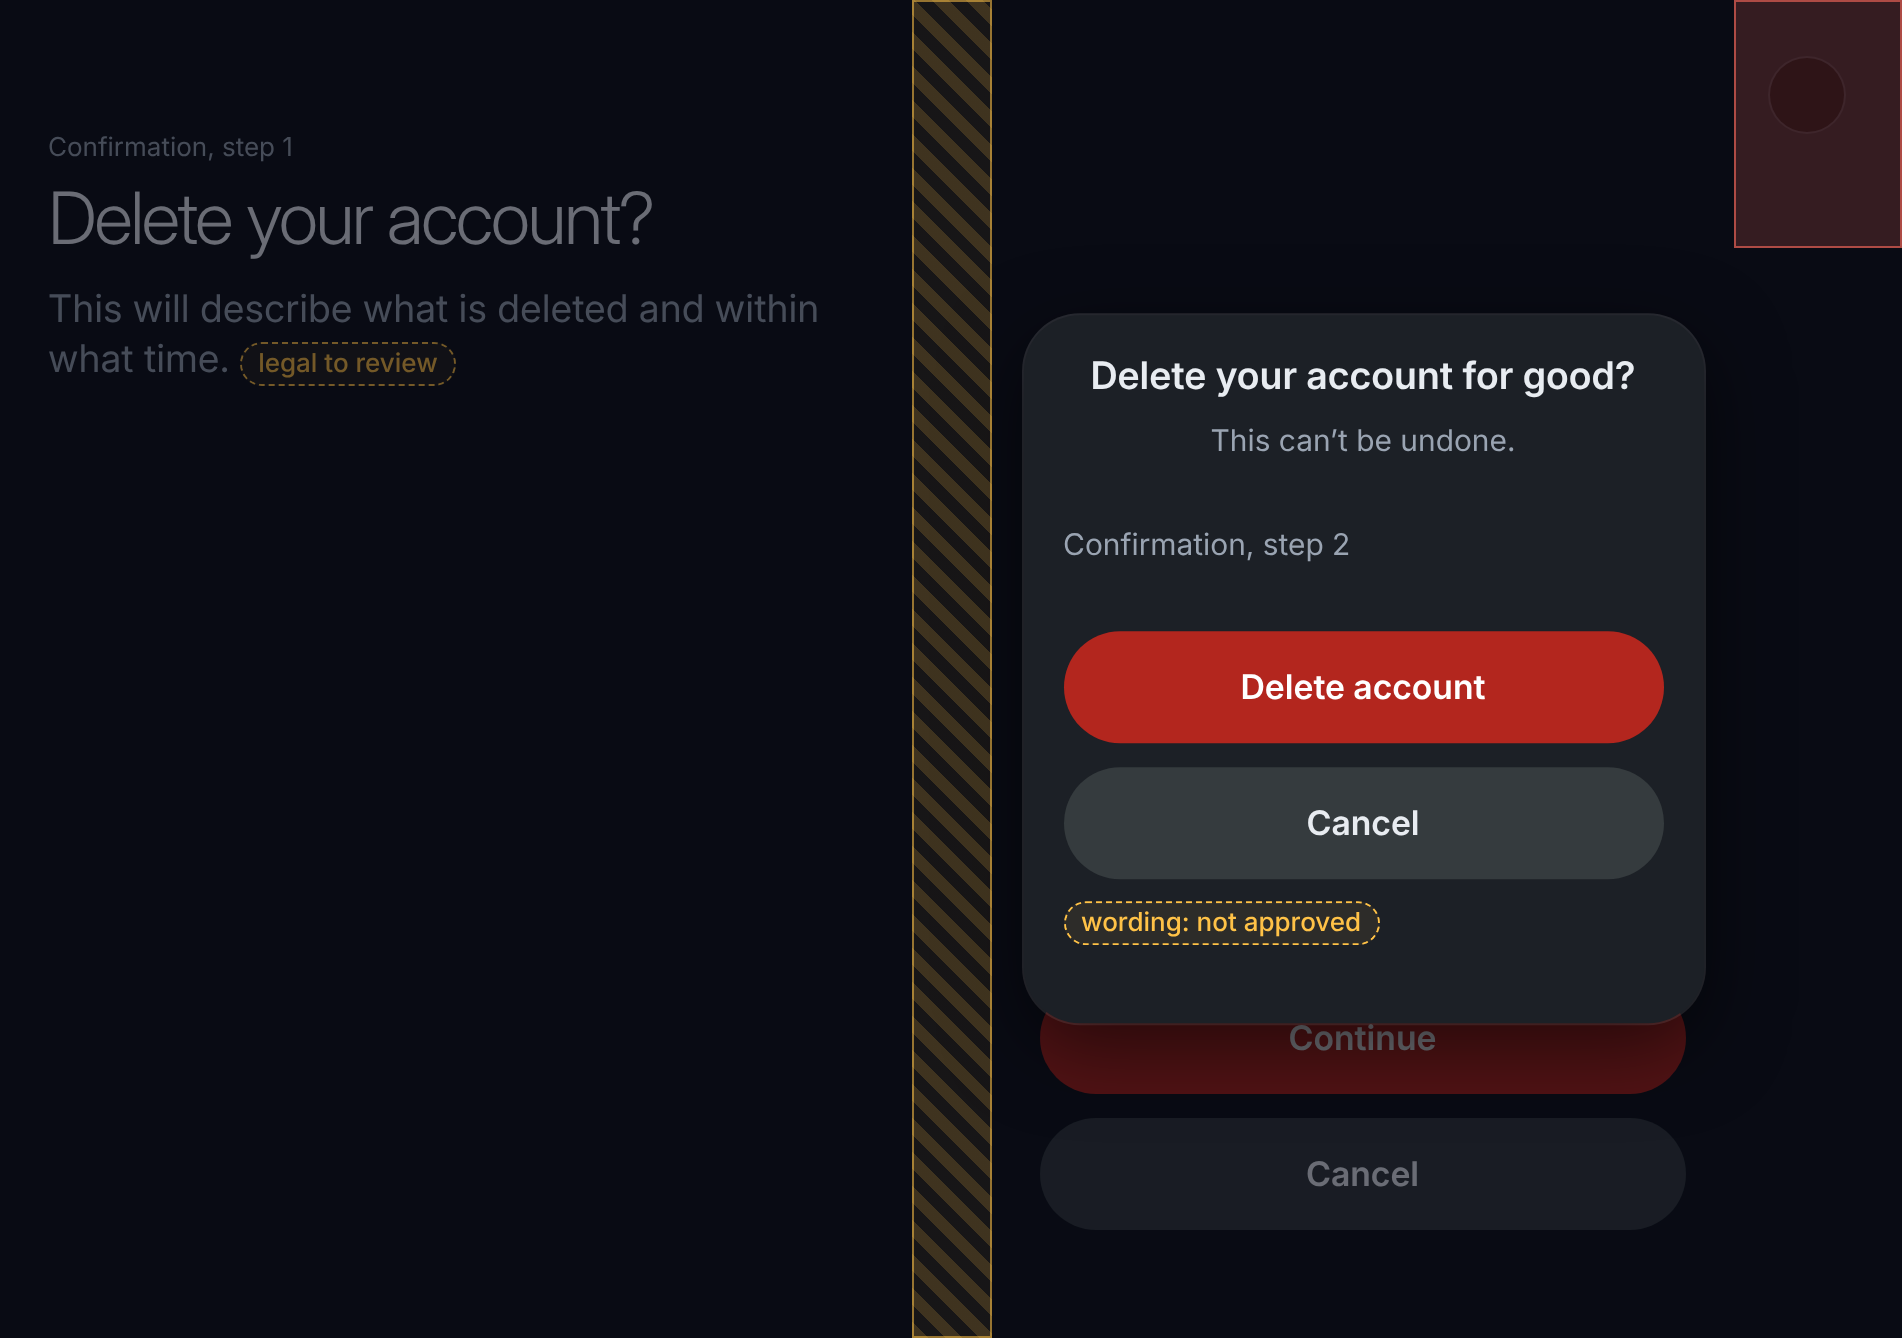 Confirmation, step 1
Delete your account?
This will describe what is deleted and within
what time. legal to review
Delete your account for good?
This can’t be undone.
Confirmation, step 2
Delete account
Cancel
wording: not approved
Continue
Cancel